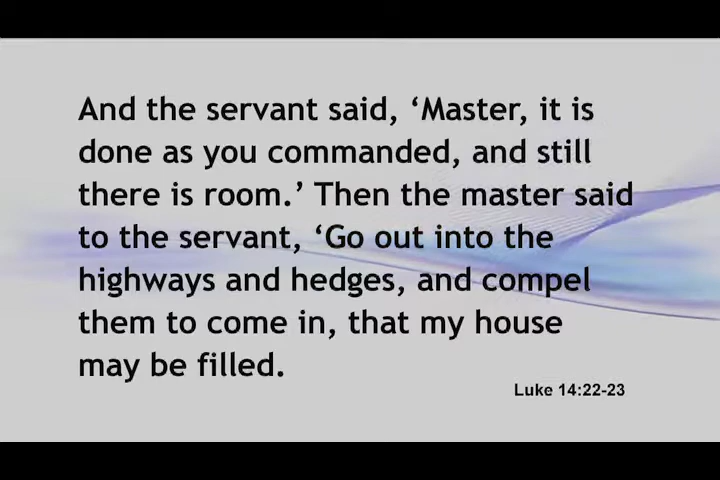 And the servant said, ‘Master, it is
done as you commanded, and still
there is room.’ Then the master said
to the servant, ‘Go out into the
highways and hedges, and compel
them to come in, that my house
may be filled.
Luke 14:22-23